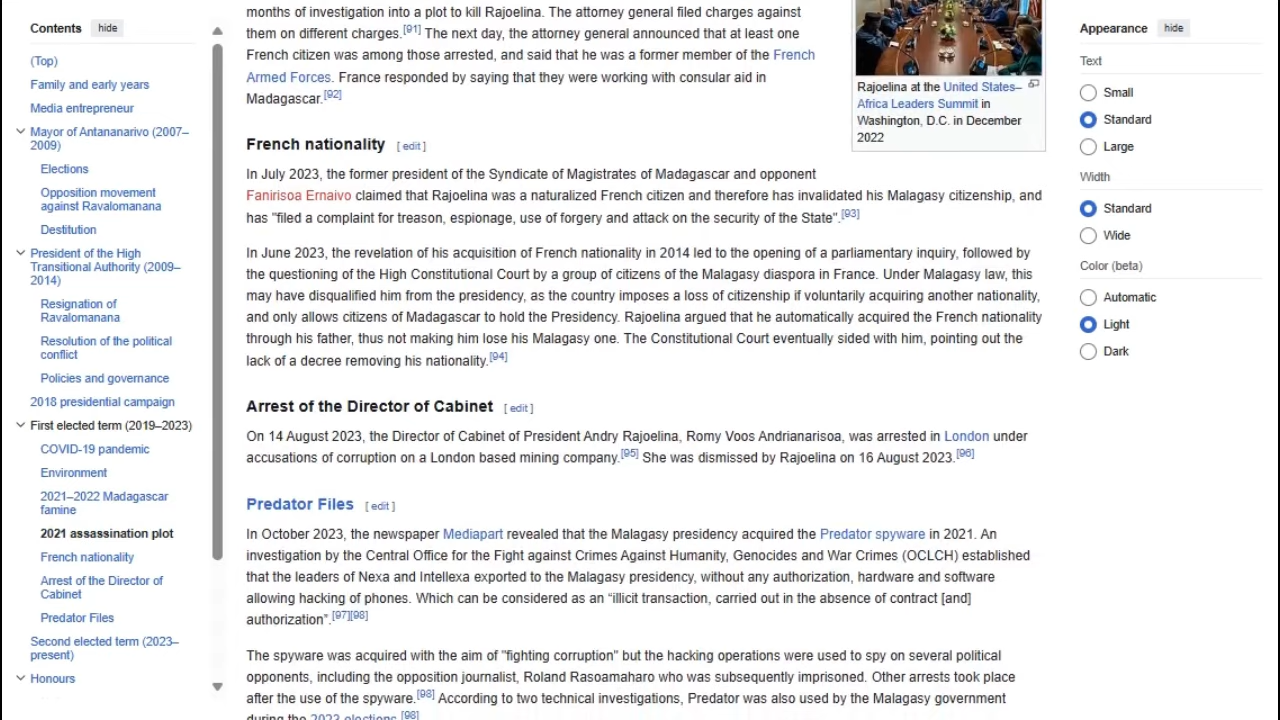 Contents hide
(Top)
Family and early years
Media entrepreneur
Mayor of Antananarivo (2007–
2009)
Elections
Opposition movement
against Ravalomanana
Destitution
President of the High
Transitional Authority (2009–
2014)
Resignation of
Ravalomanana
Resolution of the political
conflict
Policies and governance
2018 presidential campaign
First elected term (2019–2023)
COVID-19 pandemic
Environment
2021–2022 Madagascar
famine
2021 assassination plot
French nationality
Arrest of the Director of
Cabinet
Predator Files
Second elected term (2023–
present)
Honours
months of investigation into a plot to kill Rajoelina. The attorney general filed charges against
them on different charges.[91] The next day, the attorney general announced that at least one
French citizen was among those arrested, and said that he was a former member of the French
Armed Forces. France responded by saying that they were working with consular aid in
Madagascar.[92]
Rajoelina at the United States–
Africa Leaders Summit in
Washington, D.C. in December
2022
French nationality [ edit ]
In July 2023, the former president of the Syndicate of Magistrates of Madagascar and opponent
Fanirisoa Ernaivo claimed that Rajoelina was a naturalized French citizen and therefore has invalidated his Malagasy citizenship, and
has "filed a complaint for treason, espionage, use of forgery and attack on the security of the State".[93]
In June 2023, the revelation of his acquisition of French nationality in 2014 led to the opening of a parliamentary inquiry, followed by
the questioning of the High Constitutional Court by a group of citizens of the Malagasy diaspora in France. Under Malagasy law, this
may have disqualified him from the presidency, as the country imposes a loss of citizenship if voluntarily acquiring another nationality,
and only allows citizens of Madagascar to hold the Presidency. Rajoelina argued that he automatically acquired the French nationality
through his father, thus not making him lose his Malagasy one. The Constitutional Court eventually sided with him, pointing out the
lack of a decree removing his nationality.[94]
Arrest of the Director of Cabinet [ edit ]
On 14 August 2023, the Director of Cabinet of President Andry Rajoelina, Romy Voos Andrianarisoa, was arrested in London under
accusations of corruption on a London based mining company.[95] She was dismissed by Rajoelina on 16 August 2023.[96]
Predator Files [ edit ]
In October 2023, the newspaper Mediapart revealed that the Malagasy presidency acquired the Predator spyware in 2021. An
investigation by the Central Office for the Fight against Crimes Against Humanity, Genocides and War Crimes (OCLCH) established
that the leaders of Nexa and Intellexa exported to the Malagasy presidency, without any authorization, hardware and software
allowing hacking of phones. Which can be considered as an “illicit transaction, carried out in the absence of contract [and]
authorization”.[97][98]
The spyware was acquired with the aim of "fighting corruption" but the hacking operations were used to spy on several political
opponents, including the opposition journalist, Roland Rasoamaharo who was subsequently imprisoned. Other arrests took place
after the use of the spyware.[98] According to two technical investigations, Predator was also used by the Malagasy government
during the 2023 elections.[98]
Appearance hide
Text
Small
Standard
Large
Width
Standard
Wide
Color (beta)
Automatic
Light
Dark